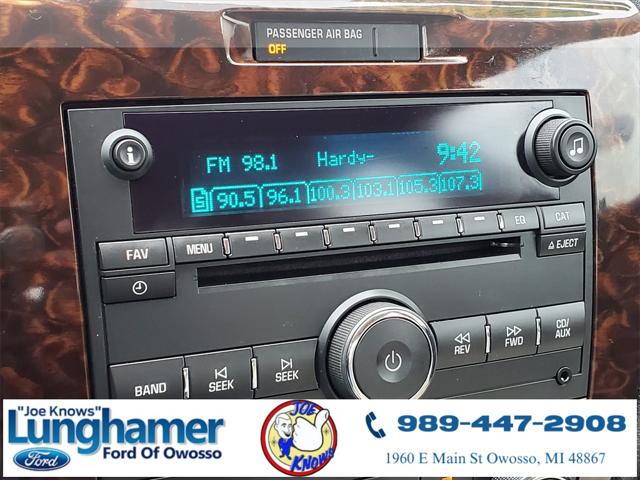 PASSENGER AIR BAG
OFF
FM 98.1 Hardy- 9:42
S 90.5 96.1 100.3 103.1 105.3 107.3
i
FAV MENU EQ CAT
EJECT
REV FWD CD/AUX
BAND SEEK SEEK
"Joe Knows"
Lunghamer
Ford Ford Of Owosso
JOE
KNOWS
989-447-2908
1960 E Main St Owosso, MI 48867